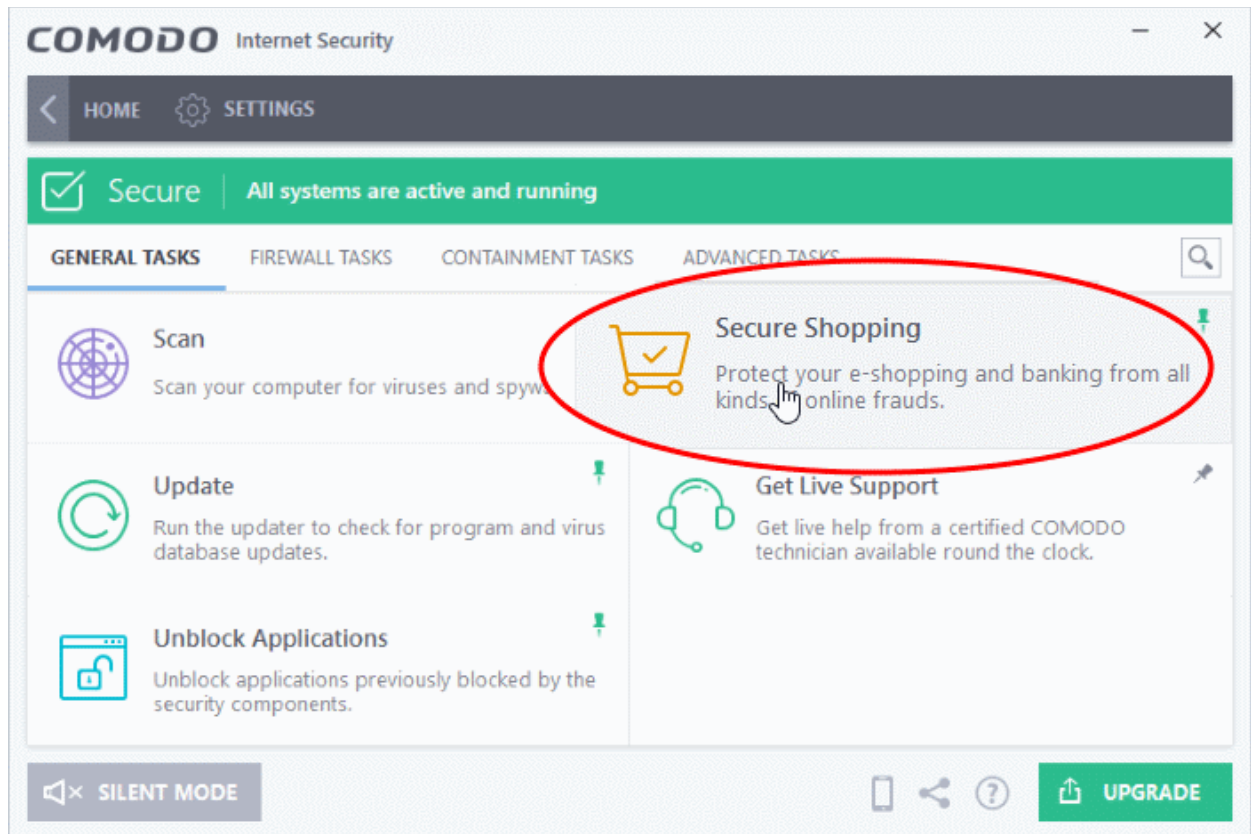 COMODO Internet Security
HOME SETTINGS
Secure All systems are active and running
GENERAL TASKS FIREWALL TASKS CONTAINMENT TASKS ADVANCED TASKS
Scan
Scan your computer for viruses and
Secure Shopping
Protect your e-shopping and banking from all
kinds online frauds.
Update
Run the updater to check for program and virus
database updates.
Get Live Support
Get live help from a certified COMODO
technician available round the clock.
Unblock Applications
Unblock applications previously blocked by the
security components.
SILENT MODE
UPGRADE